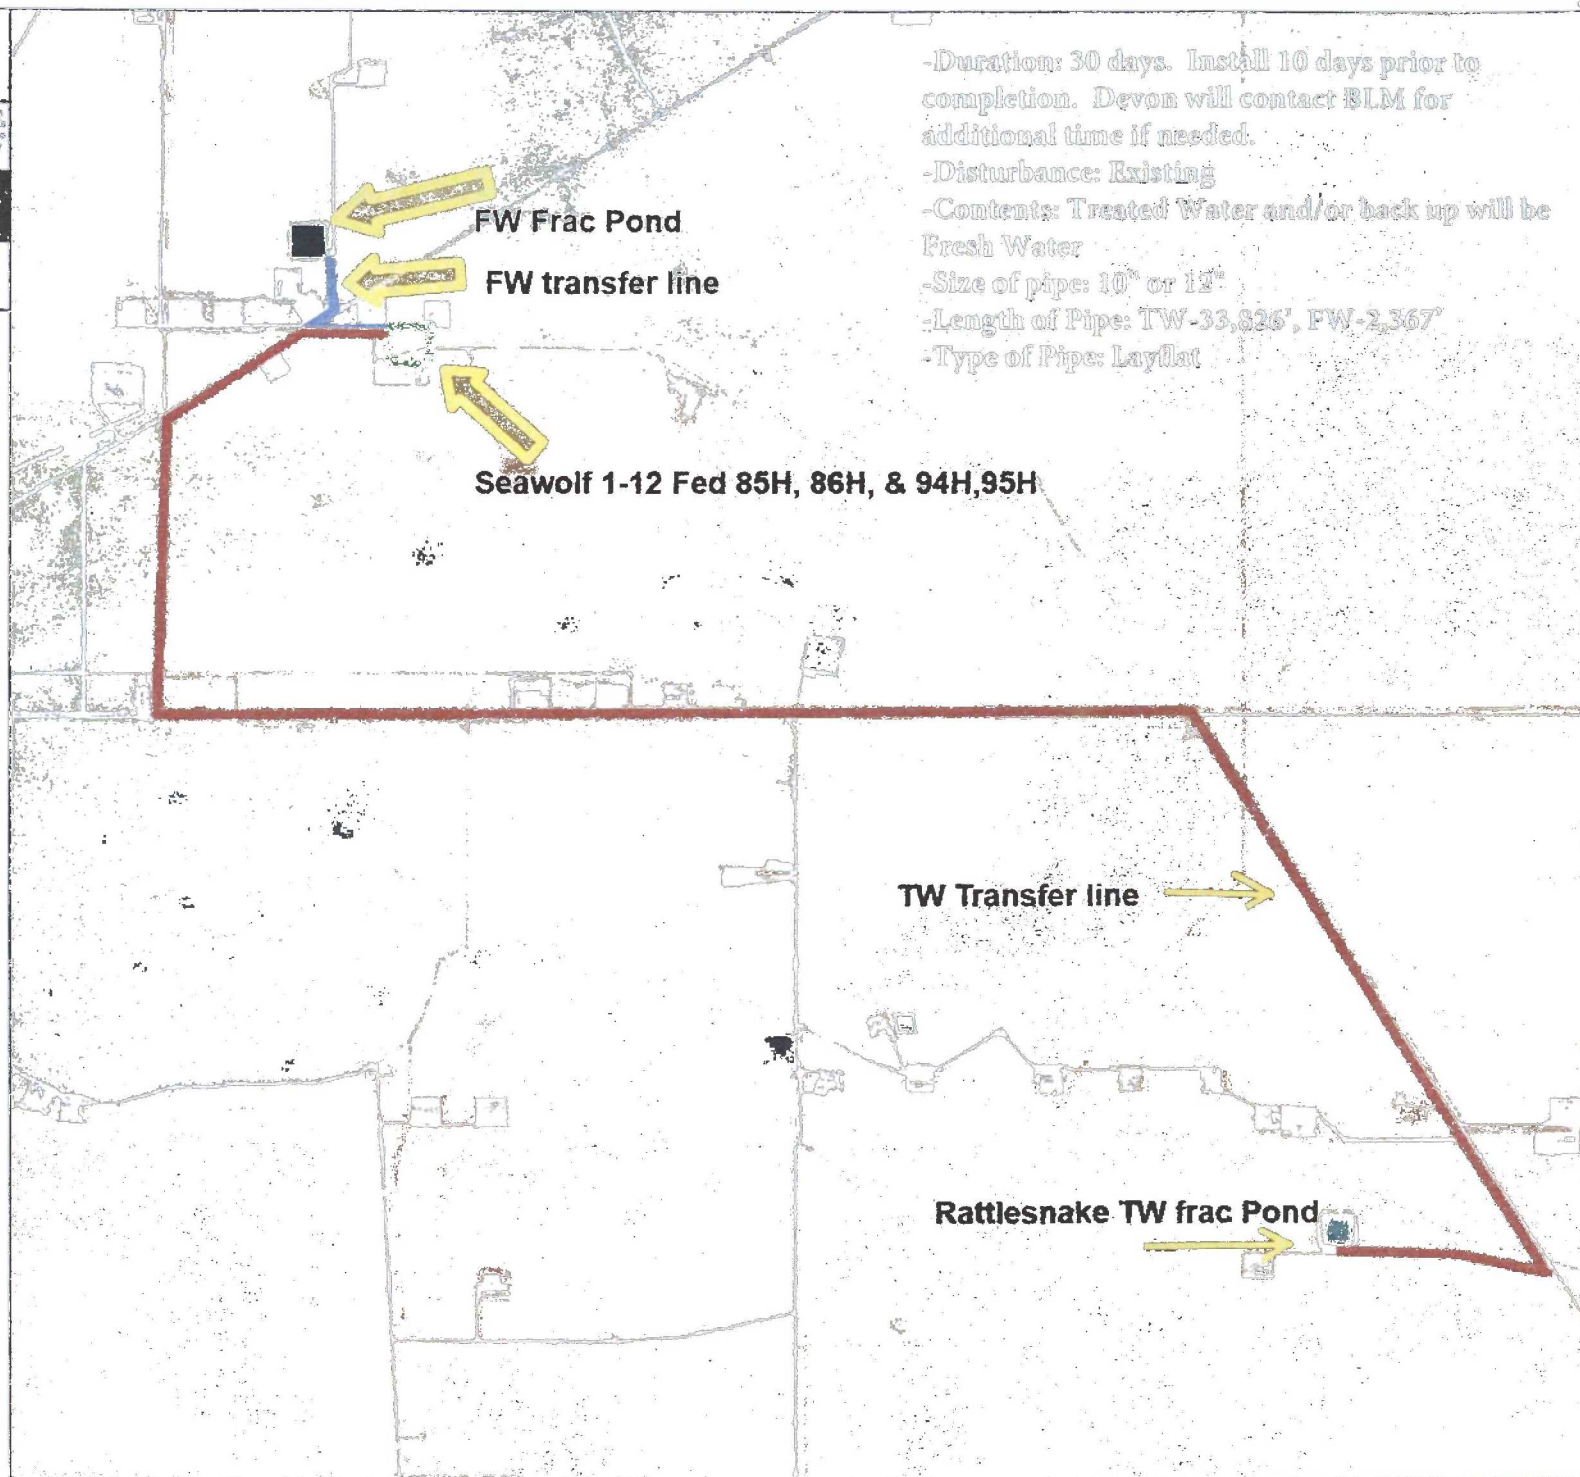 -Duration: 30 days.  Install 10 days prior to
completion.  Devon will contact BLM for
additional time if needed.
-Disturbance: Existing
-Contents: Treated Water and/or back up will be
Fresh Water
-Size of pipe: 10" or 12"
-Length of Pipe: TW-33,826', FW-2,367'
-Type of Pipe: Layflat
FW Frac Pond
FW transfer line
Seawolf 1-12 Fed 85H, 86H, & 94H,95H
TW Transfer line
Rattlesnake TW frac Pond